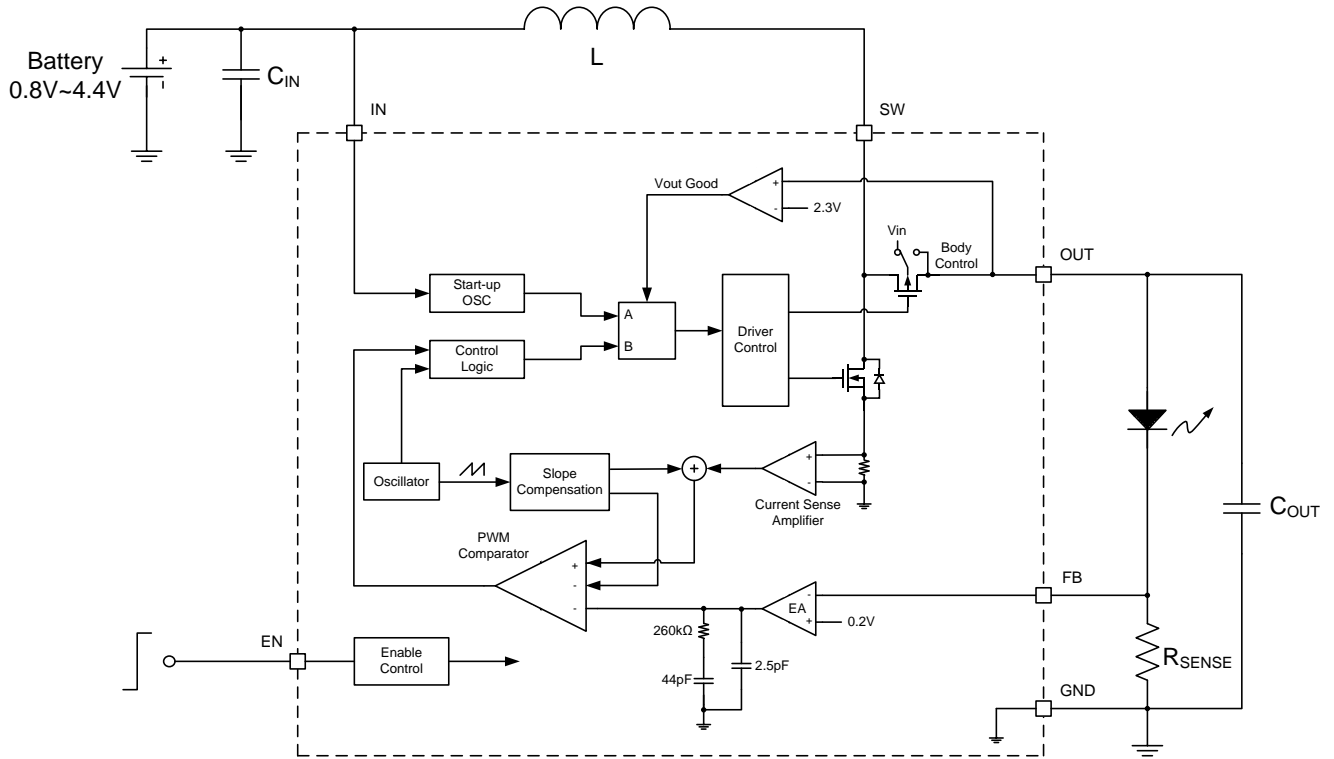 L
Battery
0.8V~4.4V
+
-
CIN
IN
SW
Vout Good
+
-
2.3V
Vin
Body
Control
OUT
Start-up
OSC
A
B
Driver
Control
Control
Logic
Oscillator
Slope
Compensation
+
+
-
Current Sense
Amplifier
COUT
PWM
Comparator
+
-
-
EA
-
+
0.2V
FB
260kΩ
44pF
2.5pF
RSENSE
EN
Enable
Control
GND